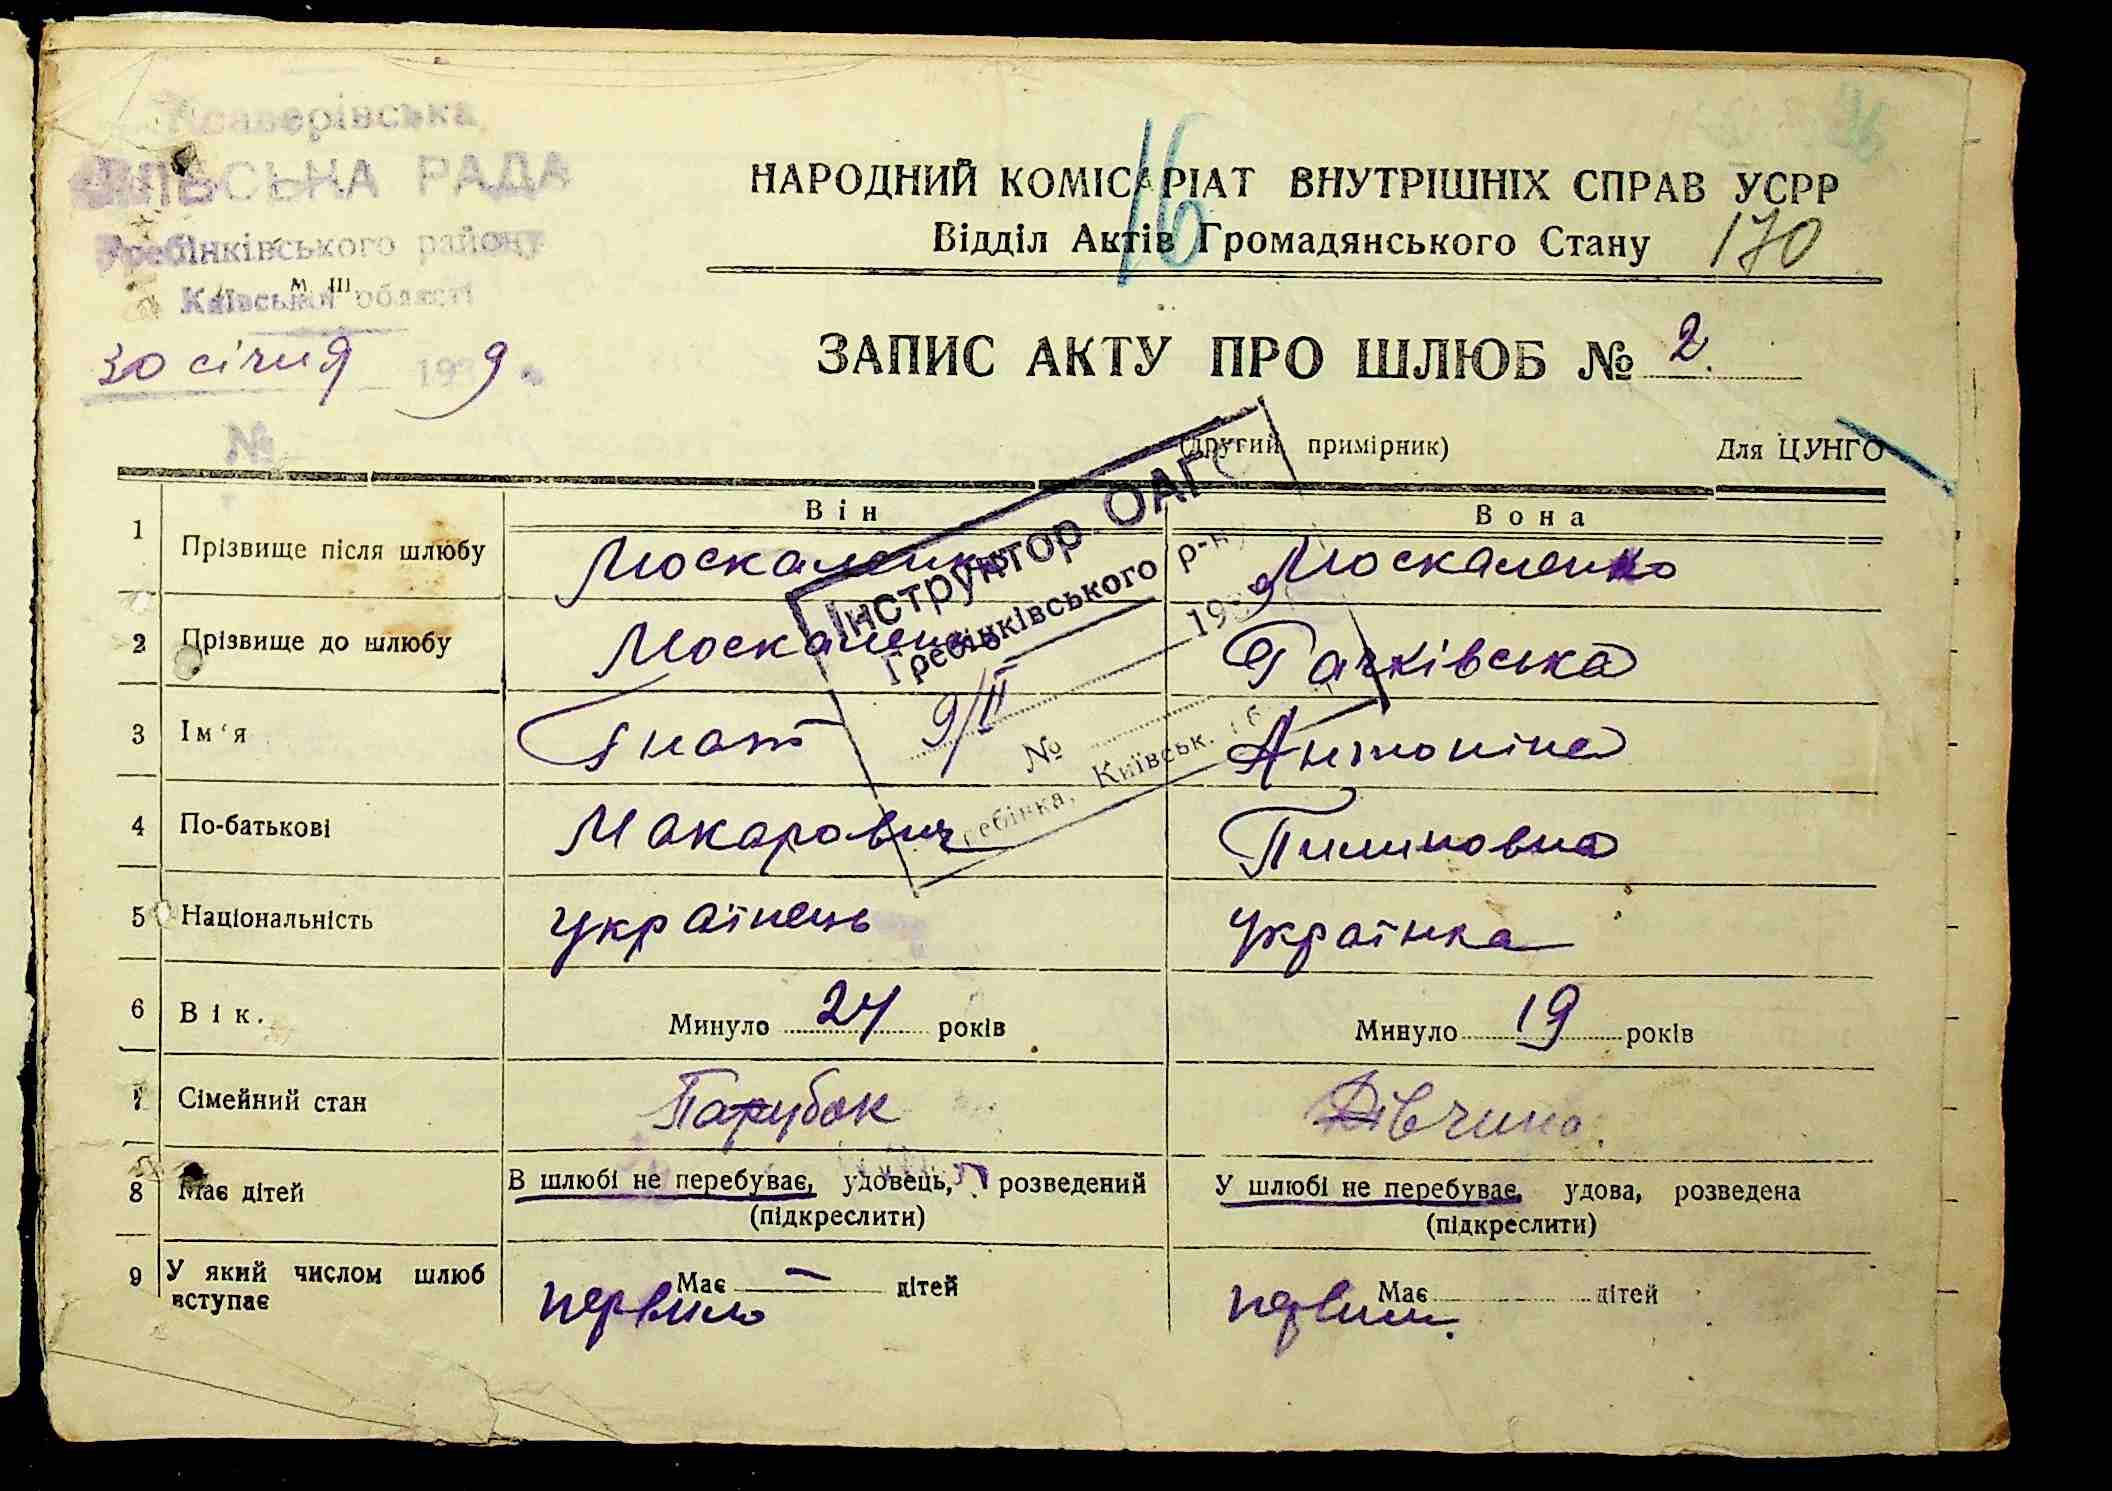 Ксаверівська
СІЛЬСЬКА РАДА
Гребінківського району
М. Ш.
Київської області
30 січня 1939
№
16
НАРОДНИЙ КОМІСАРІАТ ВНУТРІШНІХ СПРАВ УСРР
Відділ Актів Громадянського Стану 170
ЗАПИС АКТУ ПРО ШЛЮБ № 2.
(другий примірник) Для ЦУНГО
Він Вона
1 Прізвище після шлюбу Москаленко Москаленко
2 Прізвище до шлюбу Москаленко Гачківська
3 Ім'я Гнат Антоніна
4 По-батькові Макарович Пилиповна
5 Національність українець українка
6 Вік. Минуло 24 років Минуло 19 років
7 Сімейний стан Парубок Дівчина.
8 Має дітей В шлюбі не перебуває, удовець, розведений У шлюбі не перебуває, удова, розведена
(підкреслити) (підкреслити)
9 У який числом шлюб вступає Має — дітей Має дітей
первий первий.
Інструктор ОАГС
Гребінківського р-ну
9/II 1939
№
Гребінка, Київськ. обл.